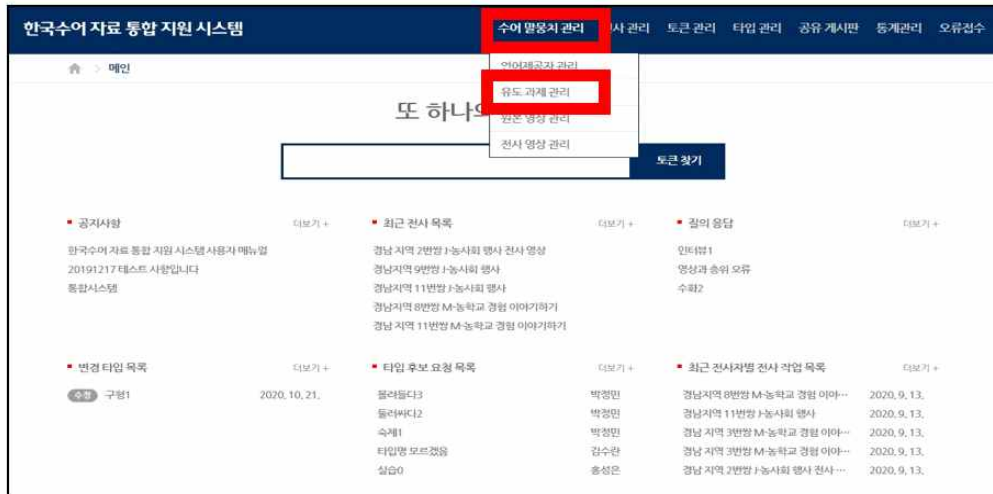 한국수어 자료 통합 지원 시스템
수어 말뭉치 관리 사 관리 토큰 관리 타입 관리 공유 게시판 통계관리 오류접수
메인
언어제공자 관리
유도 과제 관리
원본 영상 관리
전사 영상 관리
또 하나의
토큰 찾기
공지사항 더보기 +
한국수어 자료 통합 지원 시스템 사용자 매뉴얼
20191217 테스트 사항입니다
통합시스템
최근 전사 목록 더보기 +
경남 지역 2번쌍 J-농사회 행사 전사 영상
경남지역 9번쌍 J-농사회 행사
경남지역 11번쌍 J-농사회 행사
경남지역 8번쌍 M-농학교 경험 이야기하기
경남 지역 11번쌍 M-농학교 경험 이야기하기
질의 응답 더보기 +
인터뷰1
영상과 송위 오류
수화2
변경 타입 목록 더보기 +
수정 구형1 2020. 10. 21.
타입 후보 요청 목록 더보기 +
몰려들다3 박정민
둘러싸다2 박정민
숙제1 박정민
타입명 모르겠음 김수란
실습0 홍성은
최근 전사자별 전사 작업 목록 더보기 +
경남지역 8번쌍 M-농학교 경험 이야… 2020. 9. 13.
경남지역 11번쌍 J-농사회 행사 2020. 9. 13.
경남 지역 3번쌍 M-농학교 경험 이야… 2020. 9. 13.
경남 지역 3번쌍 M-농학교 경험 이야… 2020. 9. 13.
경남 지역 2번쌍 J-농사회 행사 전사 … 2020. 9. 13.